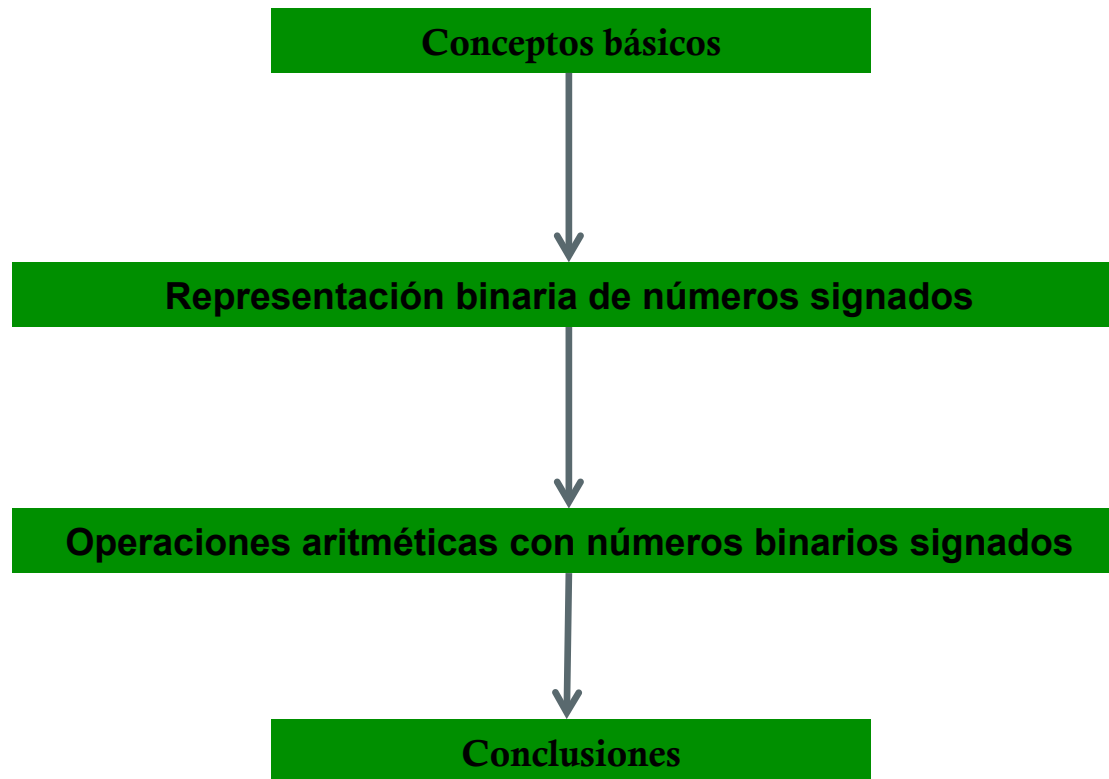 Conceptos básicos
Representación binaria de números signados
Operaciones aritméticas con números binarios signados
Conclusiones